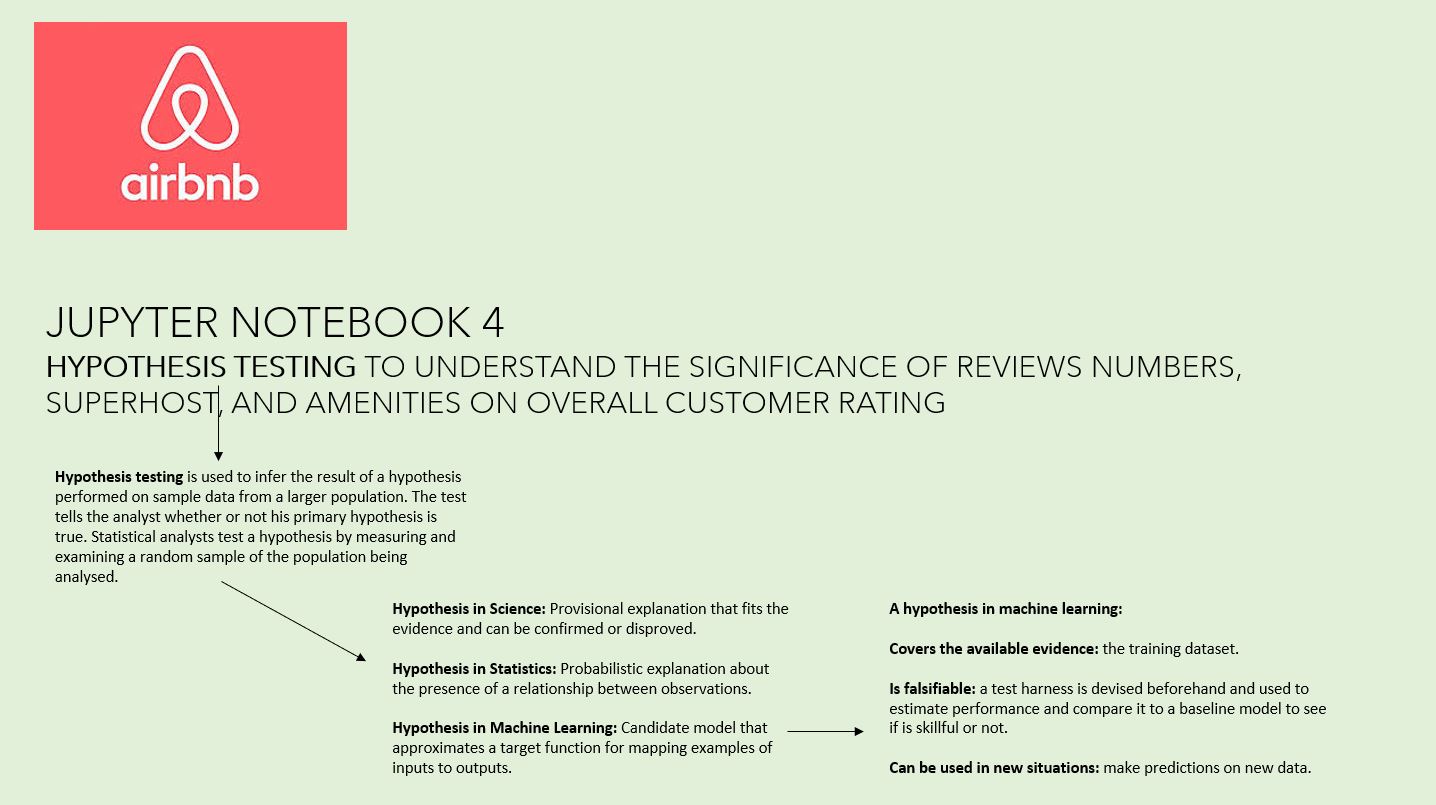 airbnb
JUPYTER NOTEBOOK 4
HYPOTHESIS TESTING TO UNDERSTAND THE SIGNIFICANCE OF REVIEWS NUMBERS,
SUPERHOST, AND AMENITIES ON OVERALL CUSTOMER RATING
Hypothesis testing is used to infer the result of a hypothesis
performed on sample data from a larger population. The test
tells the analyst whether or not his primary hypothesis is
true. Statistical analysts test a hypothesis by measuring and
examining a random sample of the population being
analysed.
Hypothesis in Science: Provisional explanation that fits the
evidence and can be confirmed or disproved.
Hypothesis in Statistics: Probabilistic explanation about
the presence of a relationship between observations.
Hypothesis in Machine Learning: Candidate model that
approximates a target function for mapping examples of
inputs to outputs.
A hypothesis in machine learning:
Covers the available evidence: the training dataset.
Is falsifiable: a test harness is devised beforehand and used to
estimate performance and compare it to a baseline model to see
if is skillful or not.
Can be used in new situations: make predictions on new data.